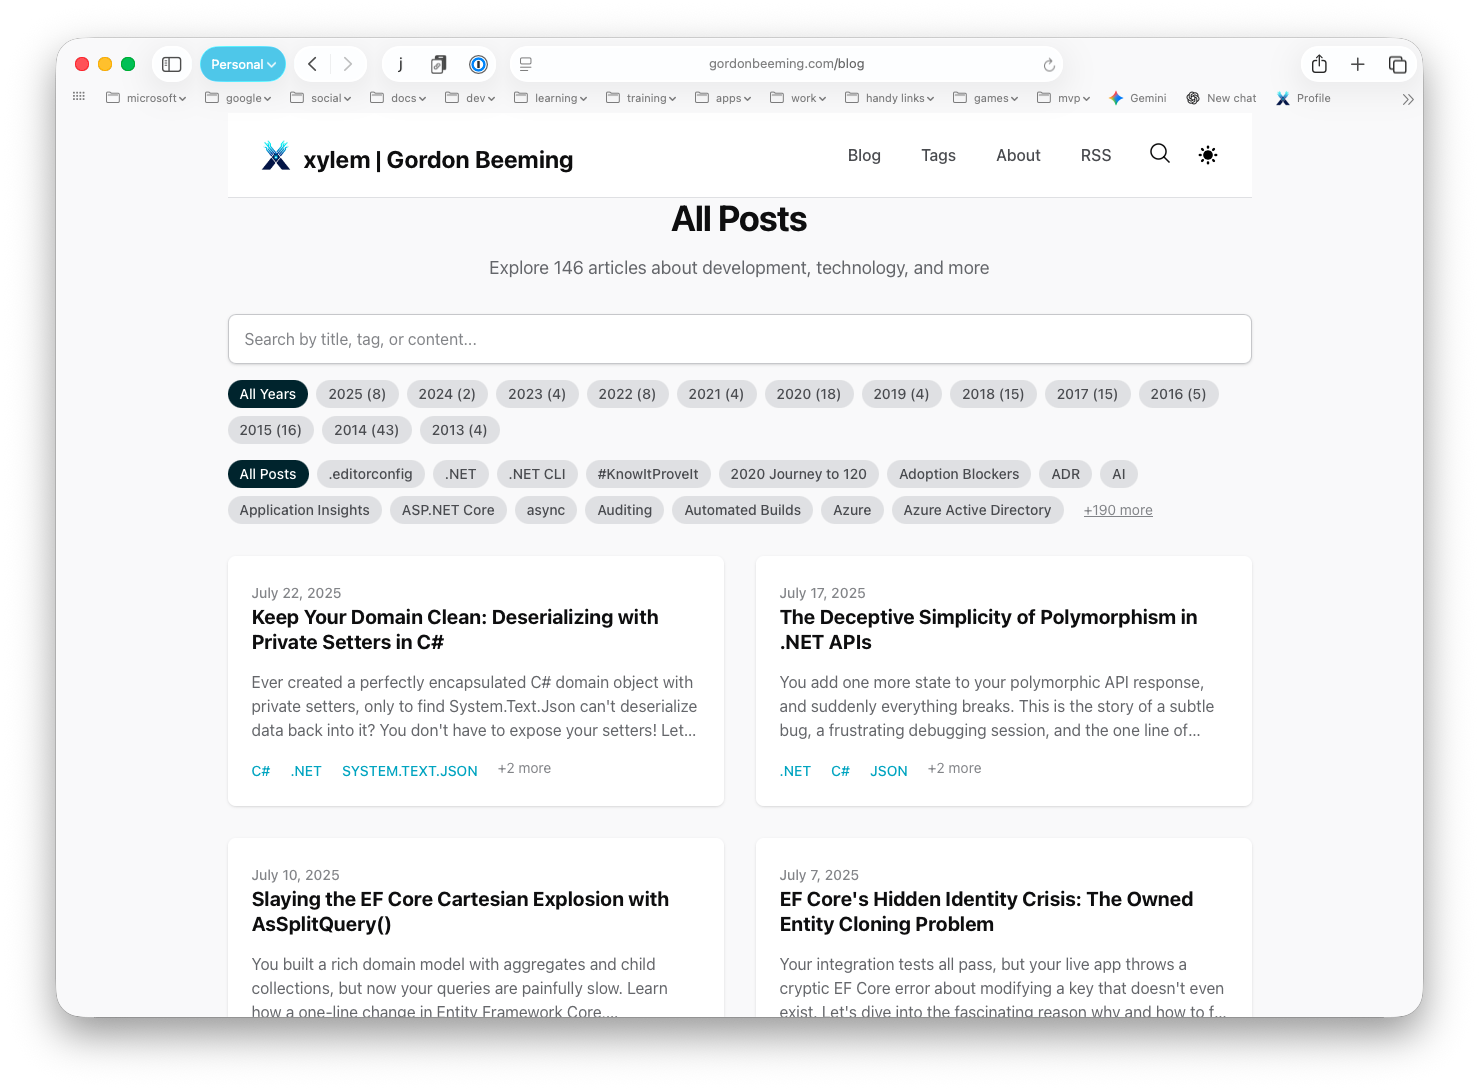 Personal
j
gordonbeeming.com/blog
microsoft
google
social
docs
dev
learning
training
apps
work
handy links
games
mvp
Gemini
New chat
Profile
xylem | Gordon Beeming
Blog
Tags
About
RSS
All Posts
Explore 146 articles about development, technology, and more
Search by title, tag, or content...
All Years 2025 (8) 2024 (2) 2023 (4) 2022 (8) 2021 (4) 2020 (18) 2019 (4) 2018 (15) 2017 (15) 2016 (5)
2015 (16) 2014 (43) 2013 (4)
All Posts .editorconfig .NET .NET CLI #KnowItProveIt 2020 Journey to 120 Adoption Blockers ADR AI
Application Insights ASP.NET Core async Auditing Automated Builds Azure Azure Active Directory +190 more
July 22, 2025
Keep Your Domain Clean: Deserializing with
Private Setters in C#
Ever created a perfectly encapsulated C# domain object with
private setters, only to find System.Text.Json can't deserialize
data back into it? You don't have to expose your setters! Let...
C# .NET SYSTEM.TEXT.JSON +2 more
July 17, 2025
The Deceptive Simplicity of Polymorphism in
.NET APIs
You add one more state to your polymorphic API response,
and suddenly everything breaks. This is the story of a subtle
bug, a frustrating debugging session, and the one line of...
.NET C# JSON +2 more
July 10, 2025
Slaying the EF Core Cartesian Explosion with
AsSplitQuery()
You built a rich domain model with aggregates and child
collections, but now your queries are painfully slow. Learn
how a one-line change in Entity Framework Core,...
July 7, 2025
EF Core's Hidden Identity Crisis: The Owned
Entity Cloning Problem
Your integration tests all pass, but your live app throws a
cryptic EF Core error about modifying a key that doesn't even
exist. Let's dive into the fascinating reason why and how to f...